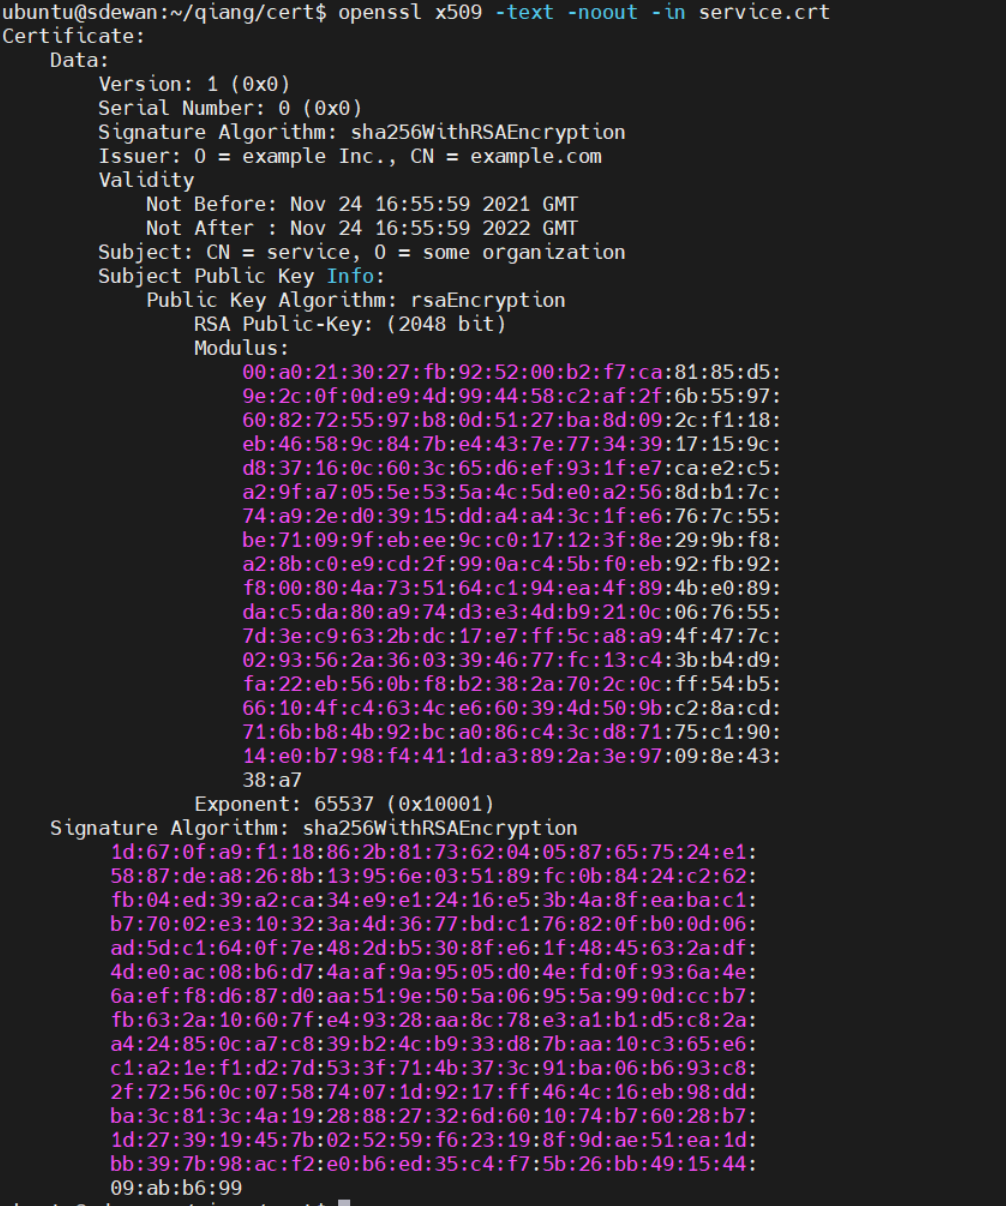 ubuntu@sdewan:~/qiang/cert$ openssl x509 -text -noout -in service.crt
Certificate:
    Data:
        Version: 1 (0x0)
        Serial Number: 0 (0x0)
        Signature Algorithm: sha256WithRSAEncryption
        Issuer: O = example Inc., CN = example.com
        Validity
            Not Before: Nov 24 16:55:59 2021 GMT
            Not After : Nov 24 16:55:59 2022 GMT
        Subject: CN = service, O = some organization
        Subject Public Key Info:
            Public Key Algorithm: rsaEncryption
                RSA Public-Key: (2048 bit)
                Modulus:
                    00:a0:21:30:27:fb:92:52:00:b2:f7:ca:81:85:d5:
                    9e:2c:0f:0d:e9:4d:99:44:58:c2:af:2f:6b:55:97:
                    60:82:72:55:97:b8:0d:51:27:ba:8d:09:2c:f1:18:
                    eb:46:58:9c:84:7b:e4:43:7e:77:34:39:17:15:9c:
                    d8:37:16:0c:60:3c:65:d6:ef:93:1f:e7:ca:e2:c5:
                    a2:9f:a7:05:5e:53:5a:4c:5d:e0:a2:56:8d:b1:7c:
                    74:a9:2e:d0:39:15:dd:a4:a4:3c:1f:e6:76:7c:55:
                    be:71:09:9f:eb:ee:9c:c0:17:12:3f:8e:29:9b:f8:
                    a2:8b:c0:e9:cd:2f:99:0a:c4:5b:f0:eb:92:fb:92:
                    f8:00:80:4a:73:51:64:c1:94:ea:4f:89:4b:e0:89:
                    da:c5:da:80:a9:74:d3:e3:4d:b9:21:0c:06:76:55:
                    7d:3e:c9:63:2b:dc:17:e7:ff:5c:a8:a9:4f:47:7c:
                    02:93:56:2a:36:03:39:46:77:fc:13:c4:3b:b4:d9:
                    fa:22:eb:56:0b:f8:b2:38:2a:70:2c:0c:ff:54:b5:
                    66:10:4f:c4:63:4c:e6:60:39:4d:50:9b:c2:8a:cd:
                    71:6b:b8:4b:92:bc:a0:86:c4:3c:d8:71:75:c1:90:
                    14:e0:b7:98:f4:41:1d:a3:89:2a:3e:97:09:8e:43:
                    38:a7
                Exponent: 65537 (0x10001)
    Signature Algorithm: sha256WithRSAEncryption
         1d:67:0f:a9:f1:18:86:2b:81:73:62:04:05:87:65:75:24:e1:
         58:87:de:a8:26:8b:13:95:6e:03:51:89:fc:0b:84:24:c2:62:
         fb:04:ed:39:a2:ca:34:e9:e1:24:16:e5:3b:4a:8f:ea:ba:c1:
         b7:70:02:e3:10:32:3a:4d:36:77:bd:c1:76:82:0f:b0:0d:06:
         ad:5d:c1:64:0f:7e:48:2d:b5:30:8f:e6:1f:48:45:63:2a:df:
         4d:e0:ac:08:b6:d7:4a:af:9a:95:05:d0:4e:fd:0f:93:6a:4e:
         6a:ef:f8:d6:87:d0:aa:51:9e:50:5a:06:95:5a:99:0d:cc:b7:
         fb:63:2a:10:60:7f:e4:93:28:aa:8c:78:e3:a1:b1:d5:c8:2a:
         a4:24:85:0c:a7:c8:39:b2:4c:b9:33:d8:7b:aa:10:c3:65:e6:
         c1:a2:1e:f1:d2:7d:53:3f:71:4b:37:3c:91:ba:06:b6:93:c8:
         2f:72:56:0c:07:58:74:07:1d:92:17:ff:46:4c:16:eb:98:dd:
         ba:3c:81:3c:4a:19:28:88:27:32:6d:60:10:74:b7:60:28:b7:
         1d:27:39:19:45:7b:02:52:59:f6:23:19:8f:9d:ae:51:ea:1d:
         bb:39:7b:98:ac:f2:e0:b6:ed:35:c4:f7:5b:26:bb:49:15:44:
         09:ab:b6:99